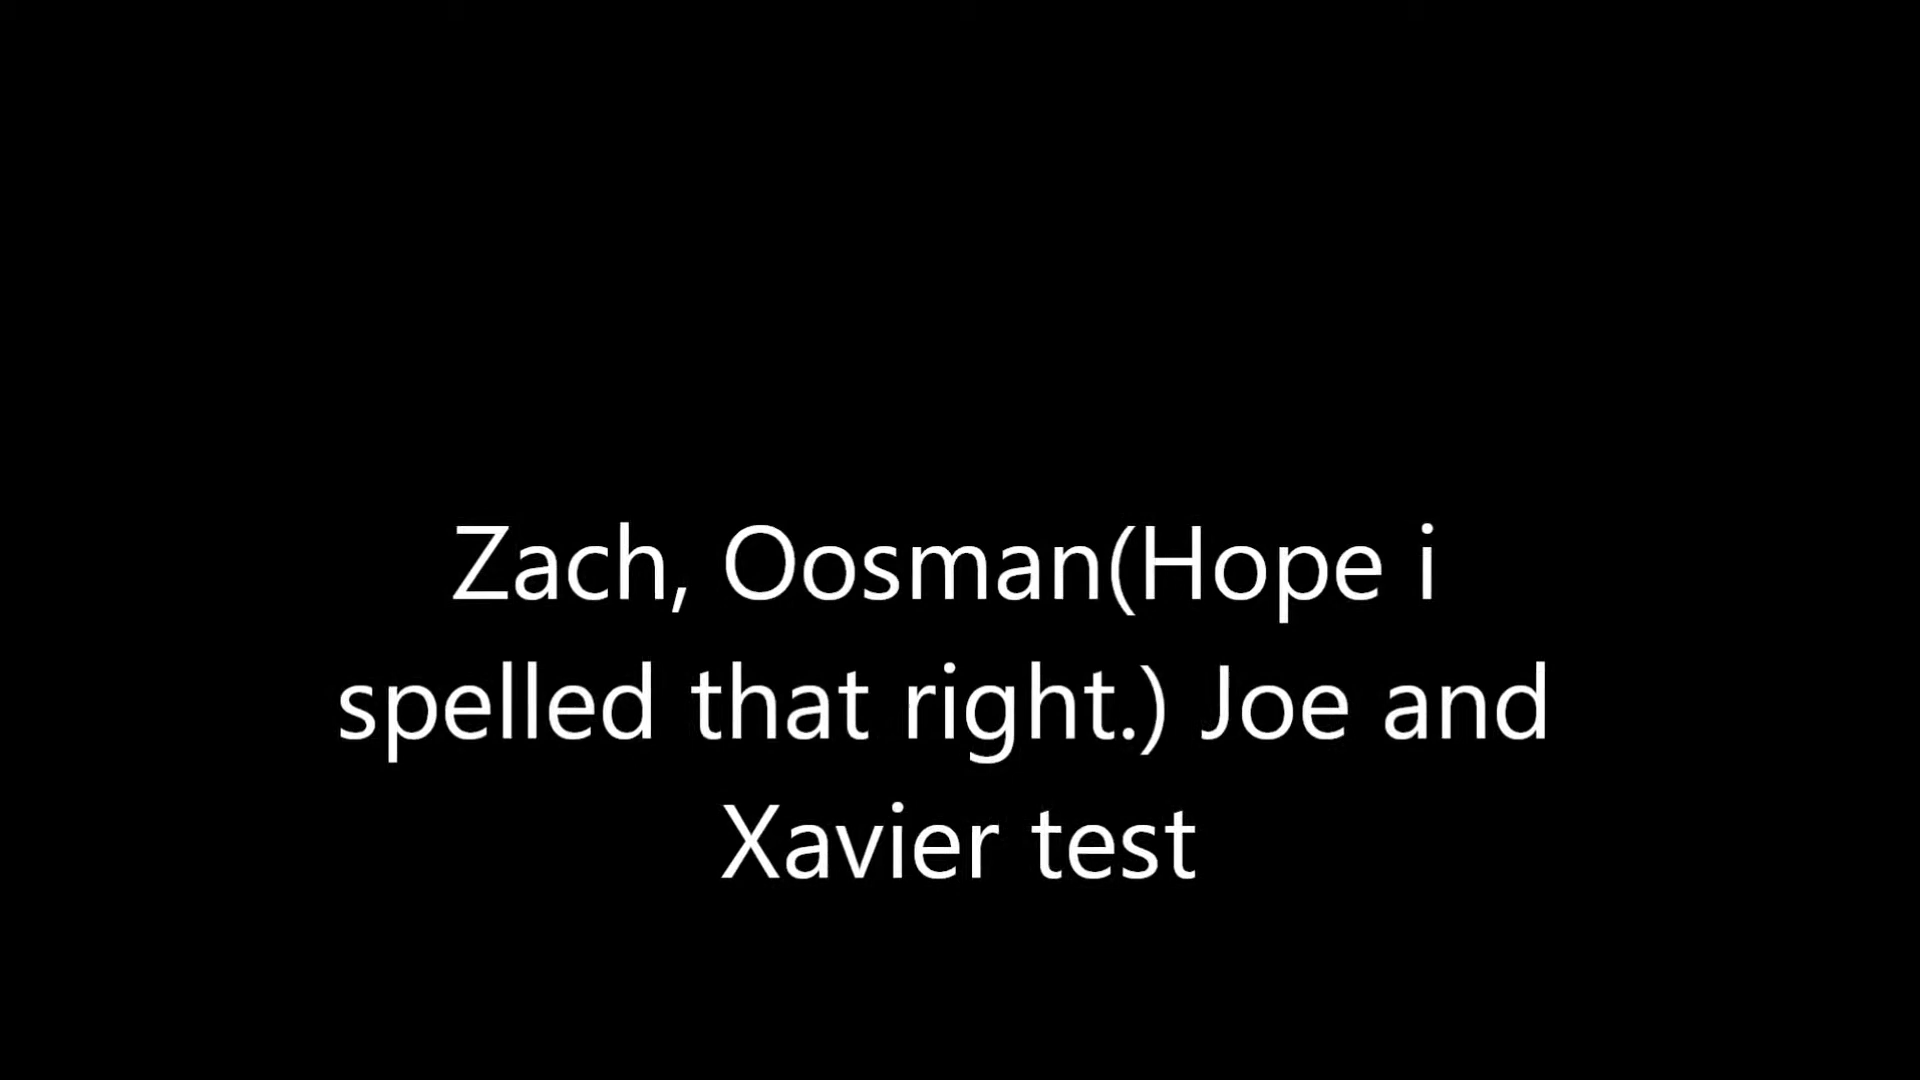 Zach, Oosman(Hope i
spelled that right.) Joe and
Xavier test